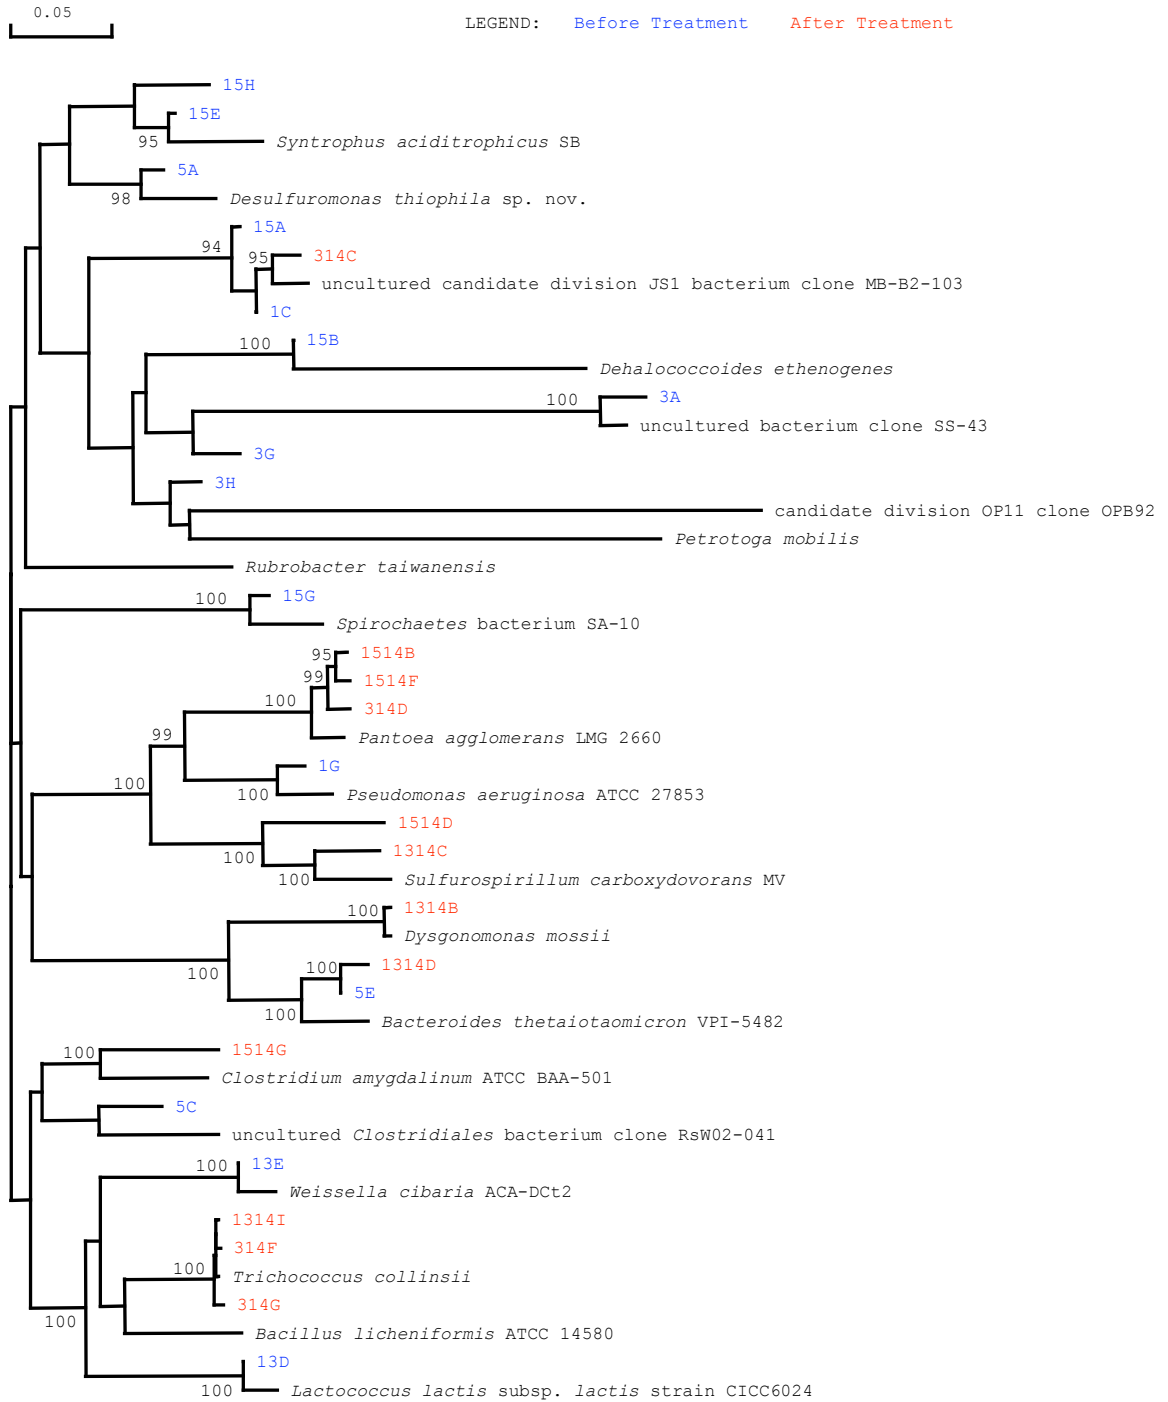 0.05
LEGEND: Before Treatment After Treatment
15H
15E
95
Syntrophus aciditrophicus SB
5A
98
Desulfuromonas thiophila sp. nov.
15A
94
95
314C
uncultured candidate division JS1 bacterium clone MB-B2-103
1C
15B
100
Dehalococcoides ethenogenes
3A
100
uncultured bacterium clone SS-43
3G
3H
candidate division OP11 clone OPB92
Petrotoga mobilis
Rubrobacter taiwanensis
15G
100
Spirochaetes bacterium SA-10
95
1514B
99
1514F
100
314D
99
Pantoea agglomerans LMG 2660
1G
100
100
Pseudomonas aeruginosa ATCC 27853
1514D
1314C
100
100
Sulfurospirillum carboxydovorans MV
100
1314B
Dysgonomonas mossii
100
100
1314D
5E
100
Bacteroides thetaiotaomicron VPI-5482
100
1514G
Clostridium amygdalinum ATCC BAA-501
5C
uncultured Clostridiales bacterium clone RsW02-041
100
13E
Weissella cibaria ACA-DCt2
1314I
314F
100
Trichococcus collinsii
314G
100
Bacillus licheniformis ATCC 14580
13D
100
Lactococcus lactis subsp. lactis strain CICC6024